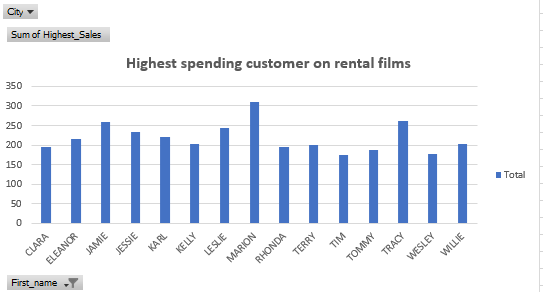 City
Sum of Highest_Sales
Highest spending customer on rental films
350
300
250
200
150
100
50
0
CLARA
ELEANOR
JAMIE
JESSIE
KARL
KELLY
LESLIE
MARION
RHONDA
TERRY
TIM
TOMMY
TRACY
WESLEY
WILLIE
Total
First_name